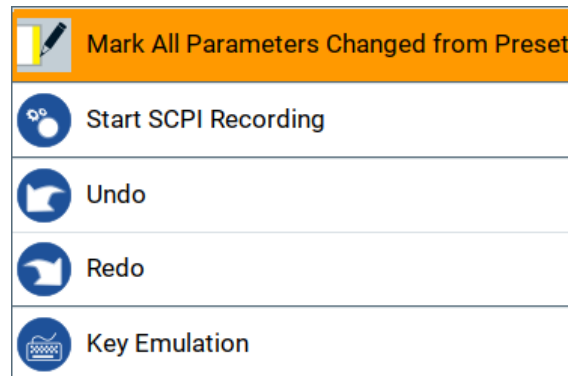 Mark All Parameters Changed from Preset
Start SCPI Recording
Undo
Redo
Key Emulation